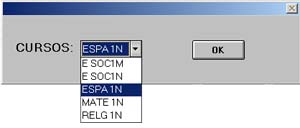 CURSOS: ESPA 1N OK
E SOC1M
E SOC1N
ESPA 1N
MATE 1N
RELG 1N